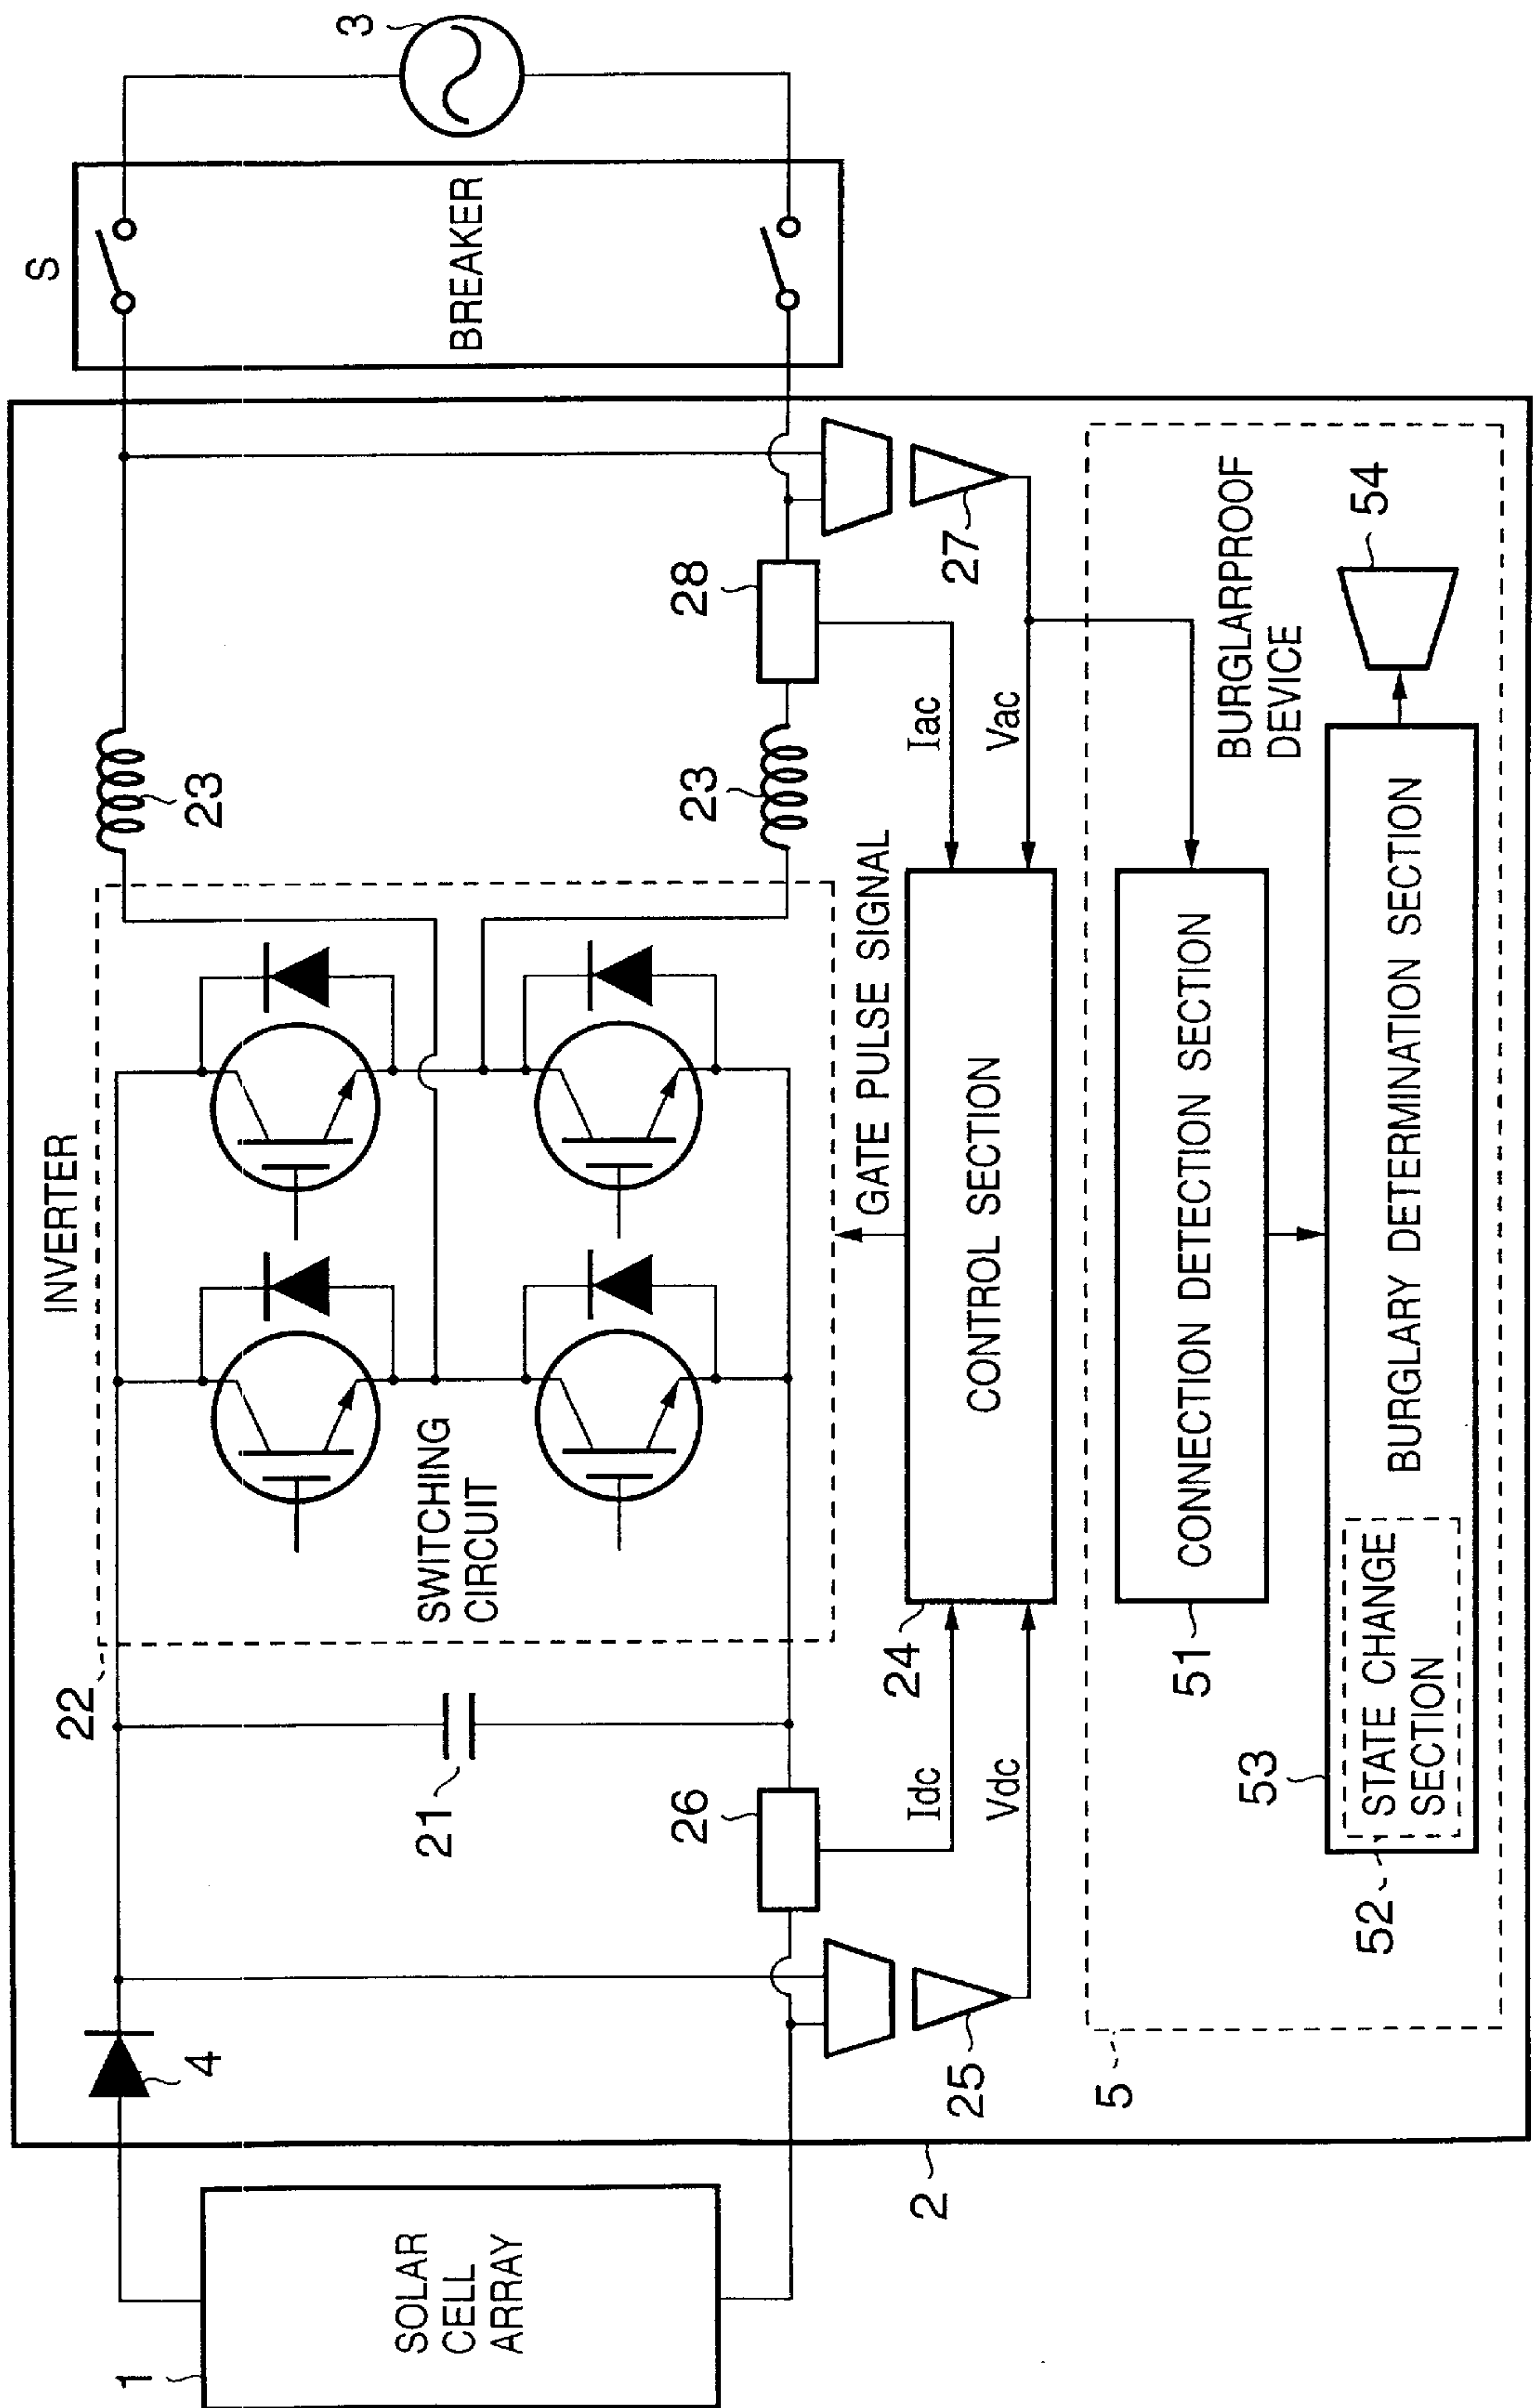 1
SOLAR
CELL
ARRAY
2
4
INVERTER
22
21
SWITCHING
CIRCUIT
23
23
S
BREAKER
3
26
28
25
27
Idc
Vdc
Iac
Vac
GATE PULSE SIGNAL
24
CONTROL SECTION
5
BURGLARPROOF
DEVICE
51
CONNECTION DETECTION SECTION
53
52
STATE CHANGE
SECTION
BURGLARY DETERMINATION SECTION
54